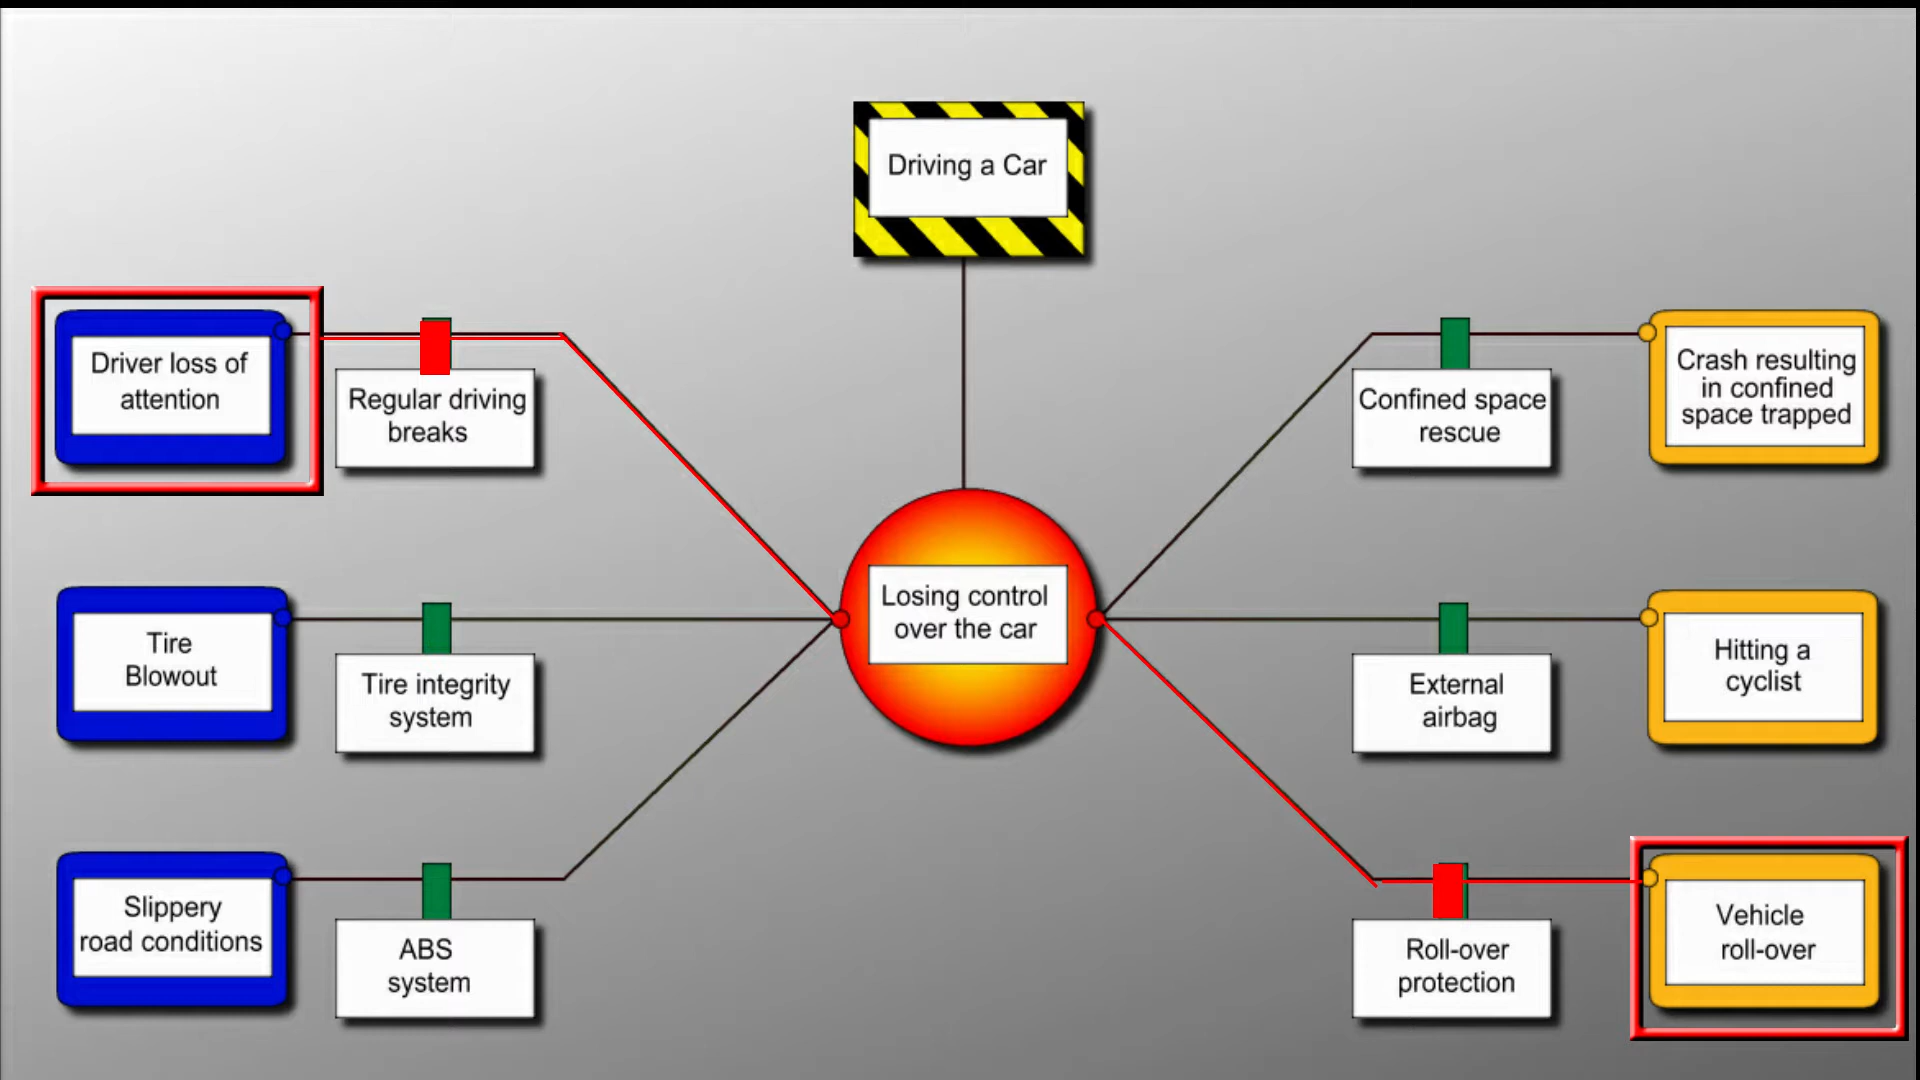 Driving a Car
Driver loss of
attention
Regular driving
breaks
Confined space
rescue
Crash resulting
in confined
space trapped
Losing control
over the car
Tire
Blowout
Tire integrity
system
External
airbag
Hitting a
cyclist
Slippery
road conditions
ABS
system
Roll-over
protection
Vehicle
roll-over